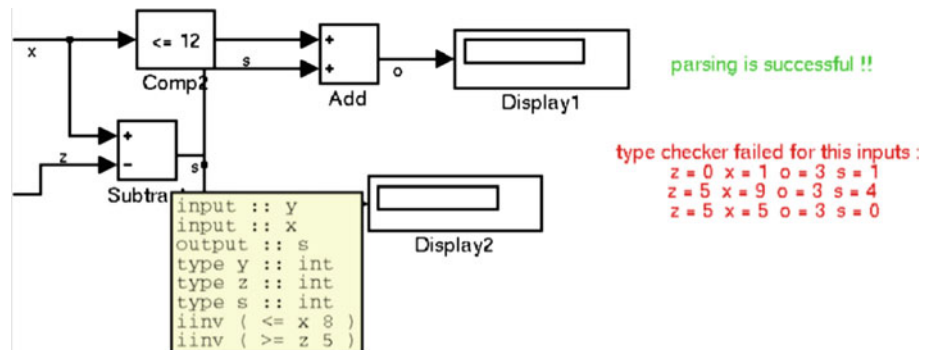 x
<= 12
Comp2
s
+
+
Add
o
Display1
parsing is successful !!
z
+
−
Subtra
s
Display2
input :: y
input :: x
output :: s
type y :: int
type z :: int
type s :: int
iinv ( <= x 8 )
iinv ( >= z 5 )
type checker failed for this inputs :
z = 0 x = 1 o = 3 s = 1
z = 5 x = 9 o = 3 s = 4
z = 5 x = 5 o = 3 s = 0